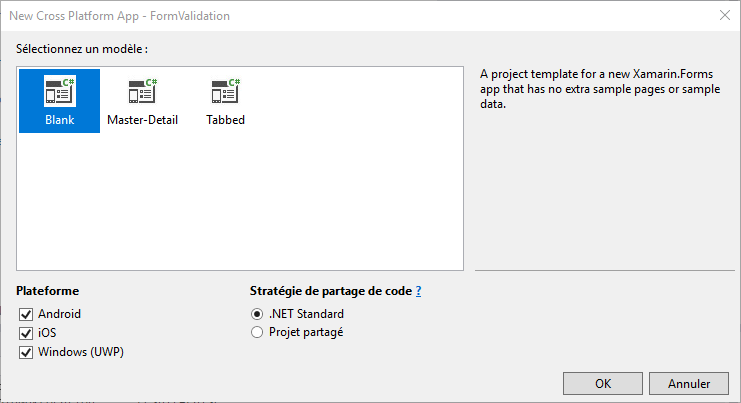 New Cross Platform App - FormValidation
Sélectionnez un modèle :
C# C# C#
Blank Master-Detail Tabbed
A project template for a new Xamarin.Forms
app that has no extra sample pages or sample
data.
Plateforme
Android
iOS
Windows (UWP)
Stratégie de partage de code ?
.NET Standard
Projet partagé
OK Annuler